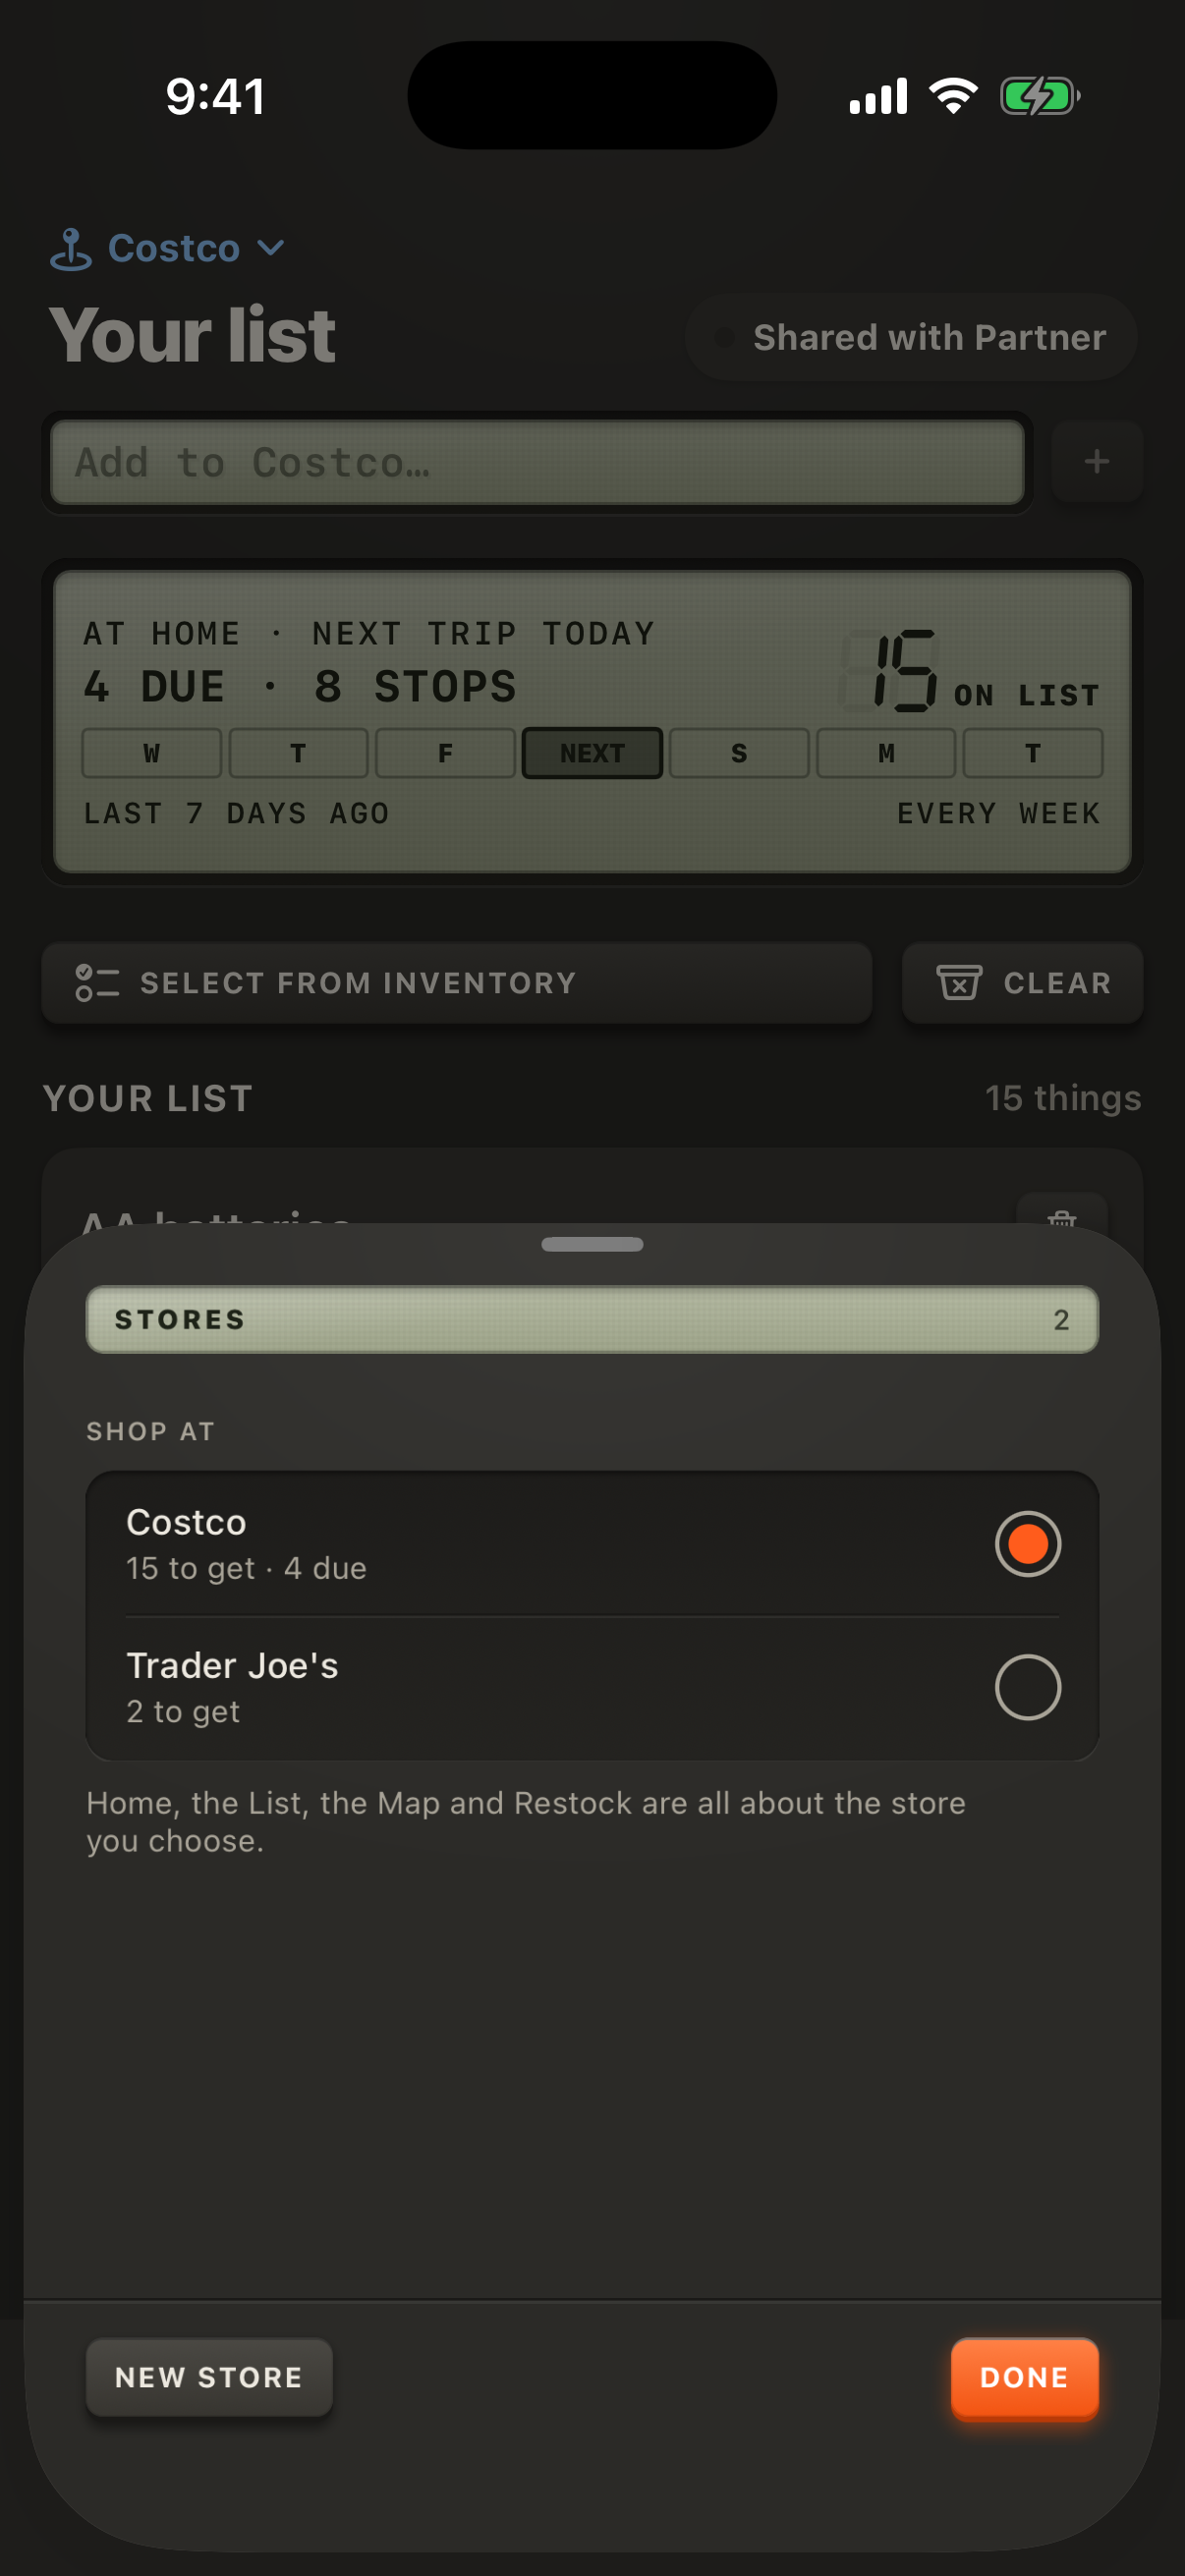 9:41
Costco
Your list
Shared with Partner
Add to Costco…
+
AT HOME · NEXT TRIP TODAY
4 DUE · 8 STOPS
15 ON LIST
W T F NEXT S M T
LAST 7 DAYS AGO
EVERY WEEK
SELECT FROM INVENTORY
CLEAR
YOUR LIST
15 things
AA batteries
STORES
2
SHOP AT
Costco
15 to get · 4 due
Trader Joe's
2 to get
Home, the List, the Map and Restock are all about the store
you choose.
NEW STORE
DONE